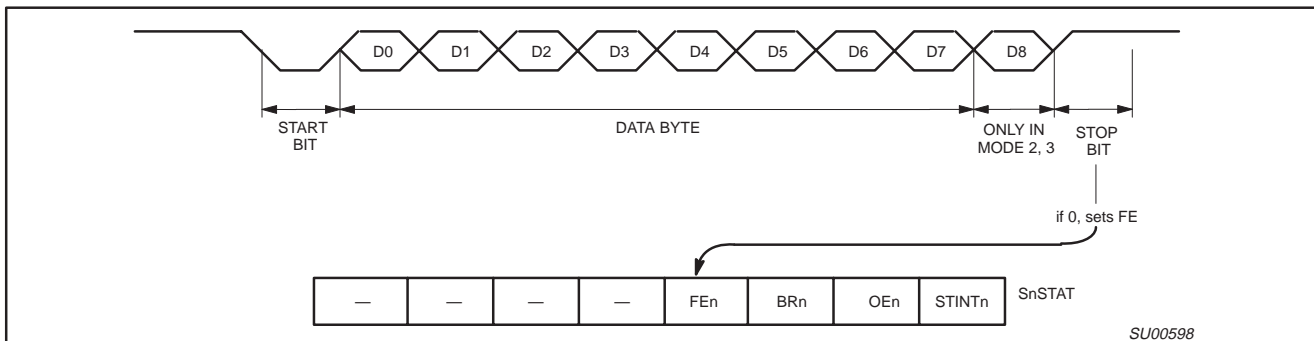 D0 D1 D2 D3 D4 D5 D6 D7 D8
START
BIT
DATA BYTE
ONLY IN
MODE 2, 3
STOP
BIT
if 0, sets FE
— — — — FEn BRn OEn STINTn SnSTAT
SU00598